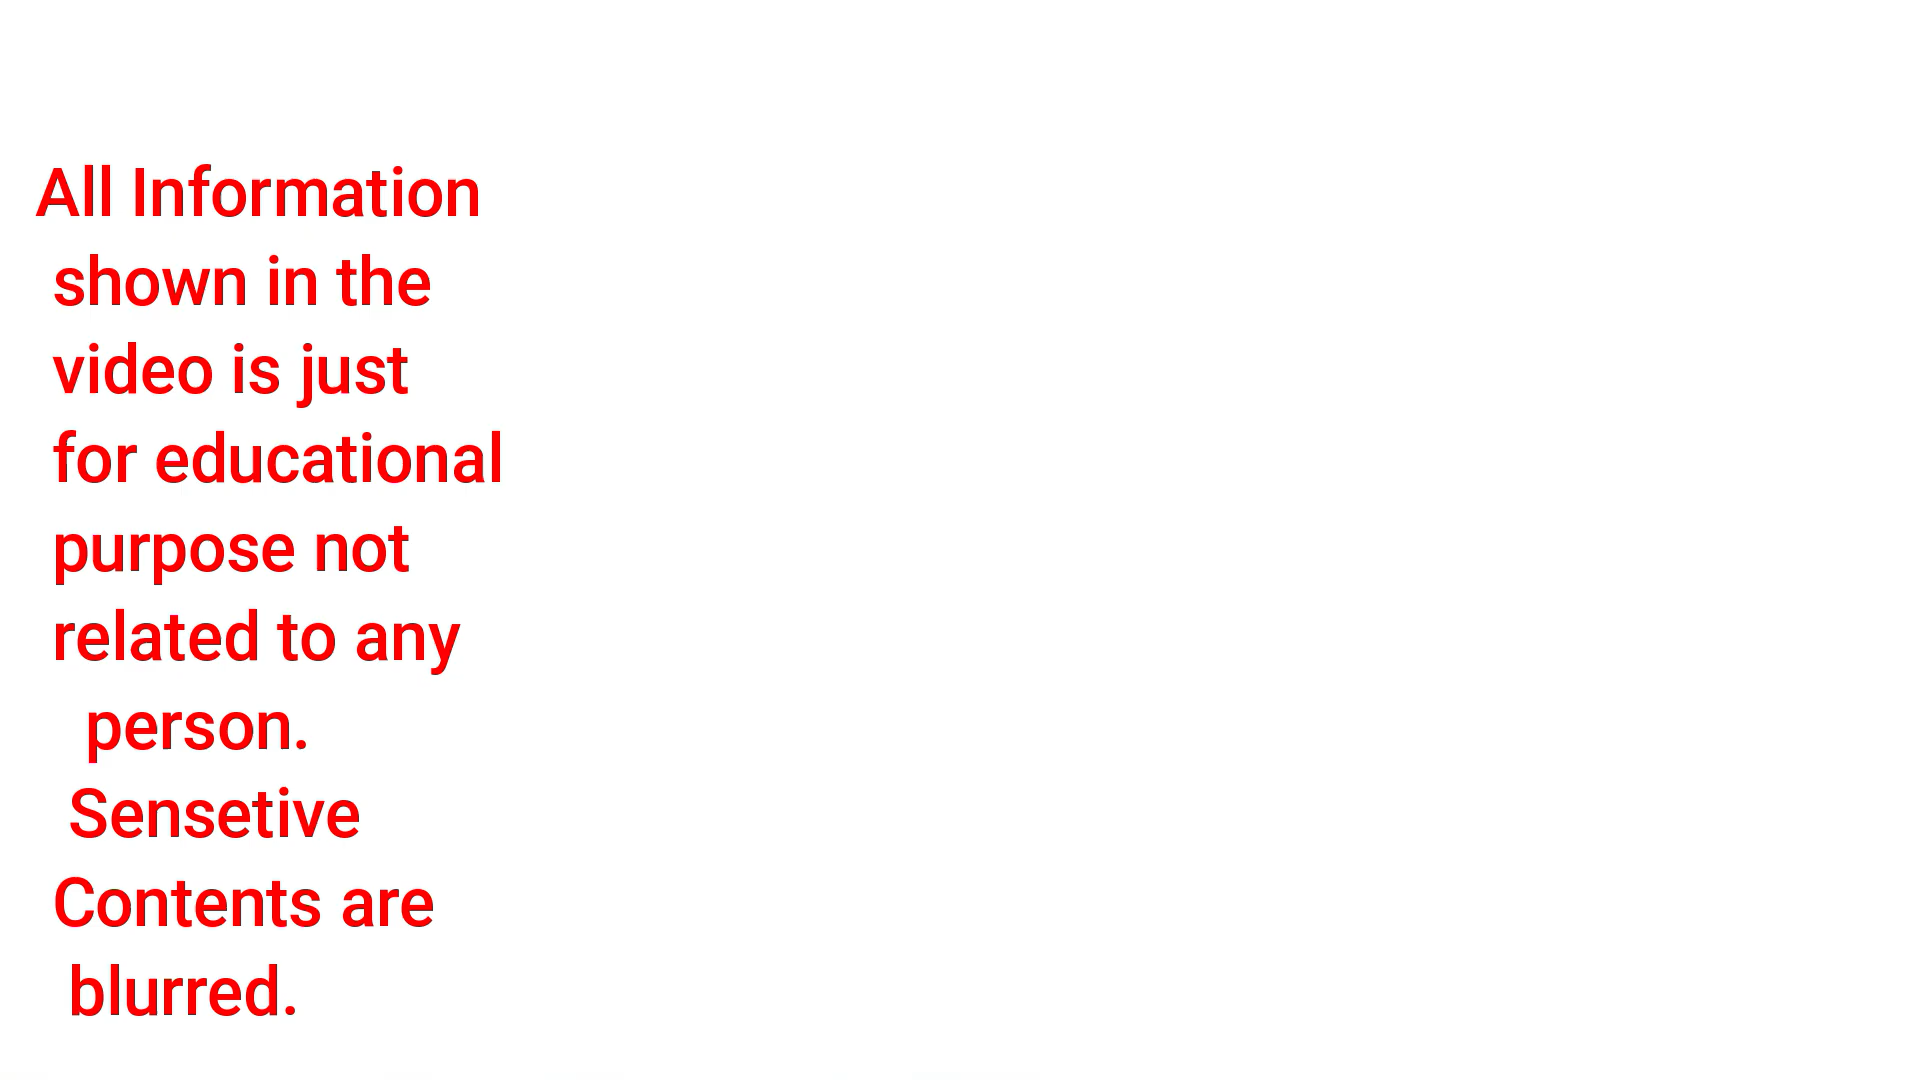 All Information
shown in the
video is just
for educational
purpose not
related to any
person.
Sensetive
Contents are
blurred.